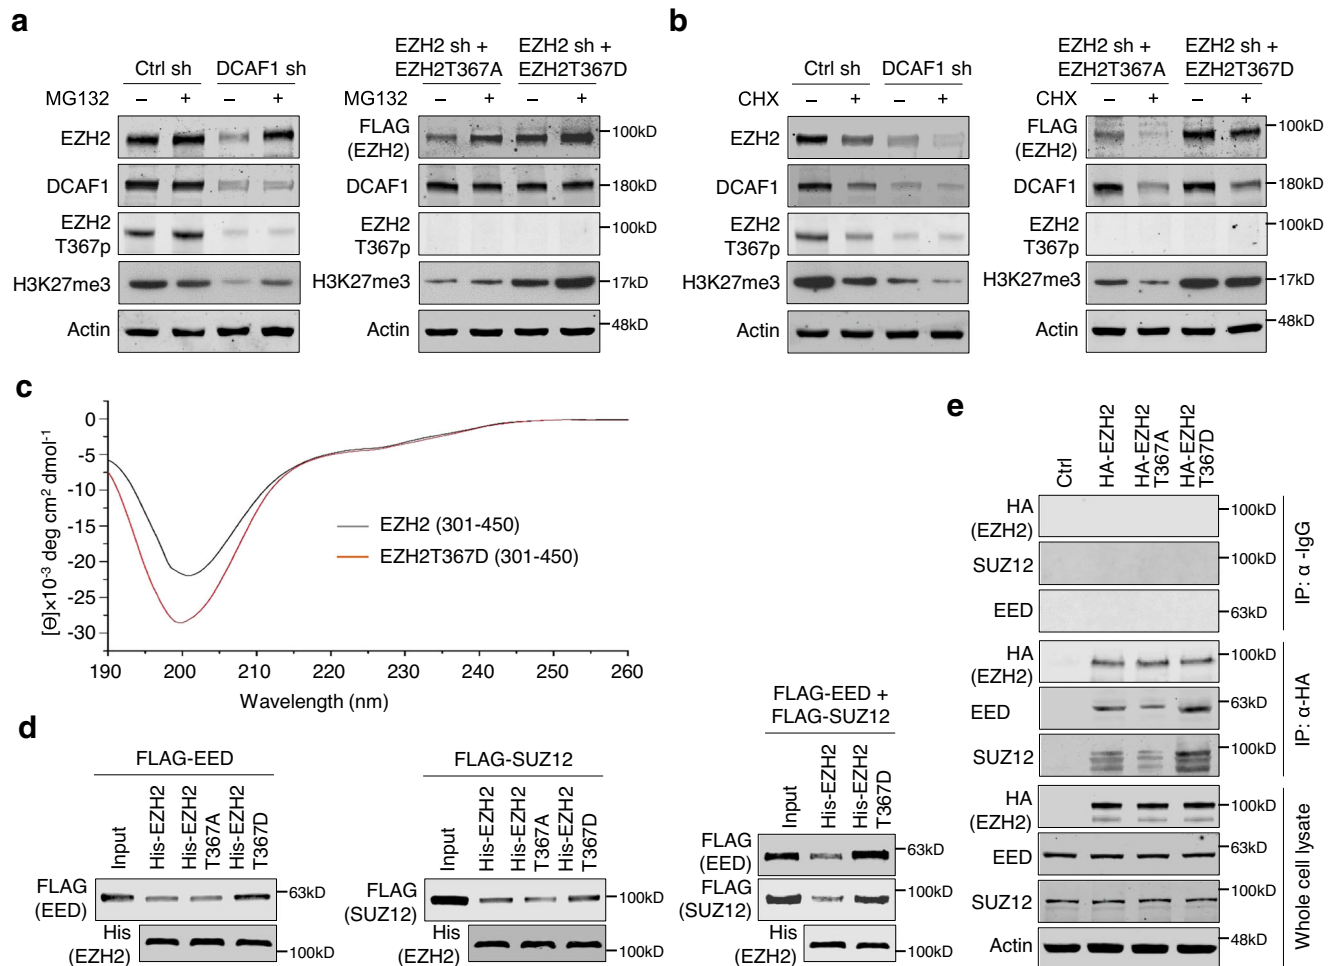 a
Ctrl sh DCAF1 sh
MG132 – + – +
EZH2
DCAF1
EZH2
T367p
H3K27me3
Actin
EZH2 sh + EZH2 sh +
EZH2T367A EZH2T367D
MG132 – + – +
FLAG
(EZH2)
100kD
DCAF1
180kD
EZH2
T367p
100kD
H3K27me3
17kD
Actin
48kD
b
Ctrl sh DCAF1 sh
CHX – + – +
EZH2
DCAF1
EZH2
T367p
H3K27me3
Actin
EZH2 sh + EZH2 sh +
EZH2T367A EZH2T367D
CHX – + – +
FLAG
(EZH2)
100kD
DCAF1
180kD
EZH2
T367p
100kD
H3K27me3
17kD
Actin
48kD
c
[Θ]×10-3 deg cm2 dmol-1
0
-5
-10
-15
-20
-25
-30
190 200 210 220 230 240 250 260
Wavelength (nm)
EZH2 (301-450)
EZH2T367D (301-450)
d
FLAG-EED
Input
His-EZH2
His-EZH2
T367A
His-EZH2
T367D
FLAG
(EED)
63kD
His
(EZH2)
100kD
FLAG-SUZ12
Input
His-EZH2
His-EZH2
T367A
His-EZH2
T367D
FLAG
(SUZ12)
100kD
His
(EZH2)
100kD
FLAG-EED +
FLAG-SUZ12
Input
His-EZH2
His-EZH2
T367D
FLAG
(EED)
63kD
FLAG
(SUZ12)
100kD
His
(EZH2)
100kD
e
Ctrl
HA-EZH2
HA-EZH2
T367A
HA-EZH2
T367D
HA
(EZH2)
100kD
SUZ12
100kD
EED
63kD
IP: α -IgG
HA
(EZH2)
100kD
EED
63kD
SUZ12
100kD
IP: α-HA
HA
(EZH2)
100kD
EED
63kD
SUZ12
100kD
Actin
48kD
Whole cell lysate